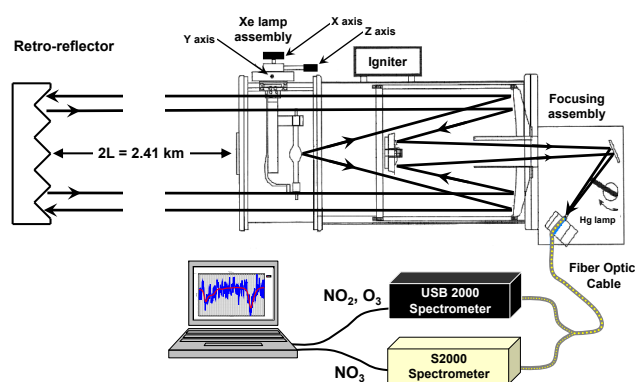 Xe lamp
assembly
X axis
Y axis
Z axis
Retro-reflector
Igniter
Focusing
assembly
2L = 2.41 km
Hg lamp
Fiber Optic
Cable
NO2, O3
USB 2000
Spectrometer
NO3
S2000
Spectrometer